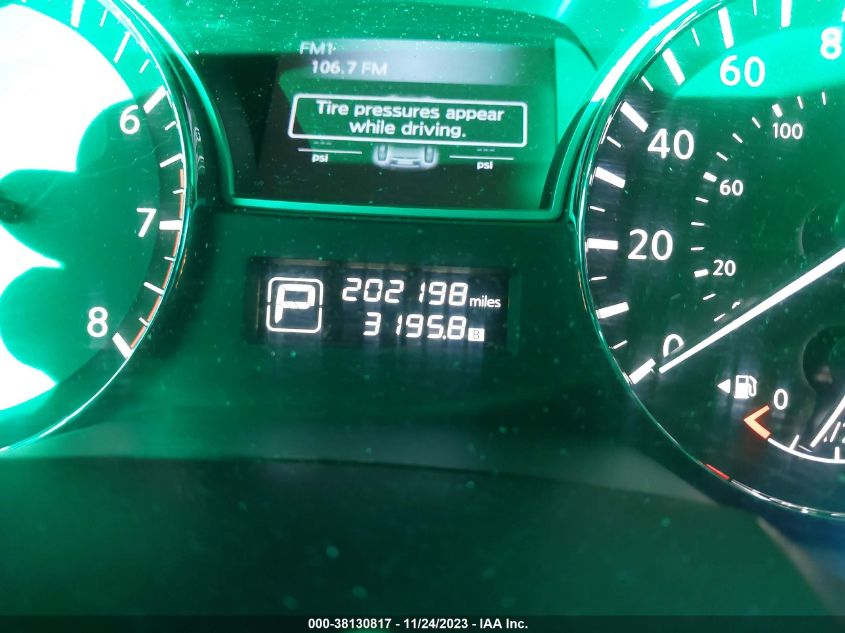 FM1
106.7 FM
Tire pressures appear
while driving.
psi
psi
6
7
8
P
202198 miles
3195.8 B
0
20
40
60
8
20
60
100
0
000-38130817 - 11/24/2023 - IAA Inc.